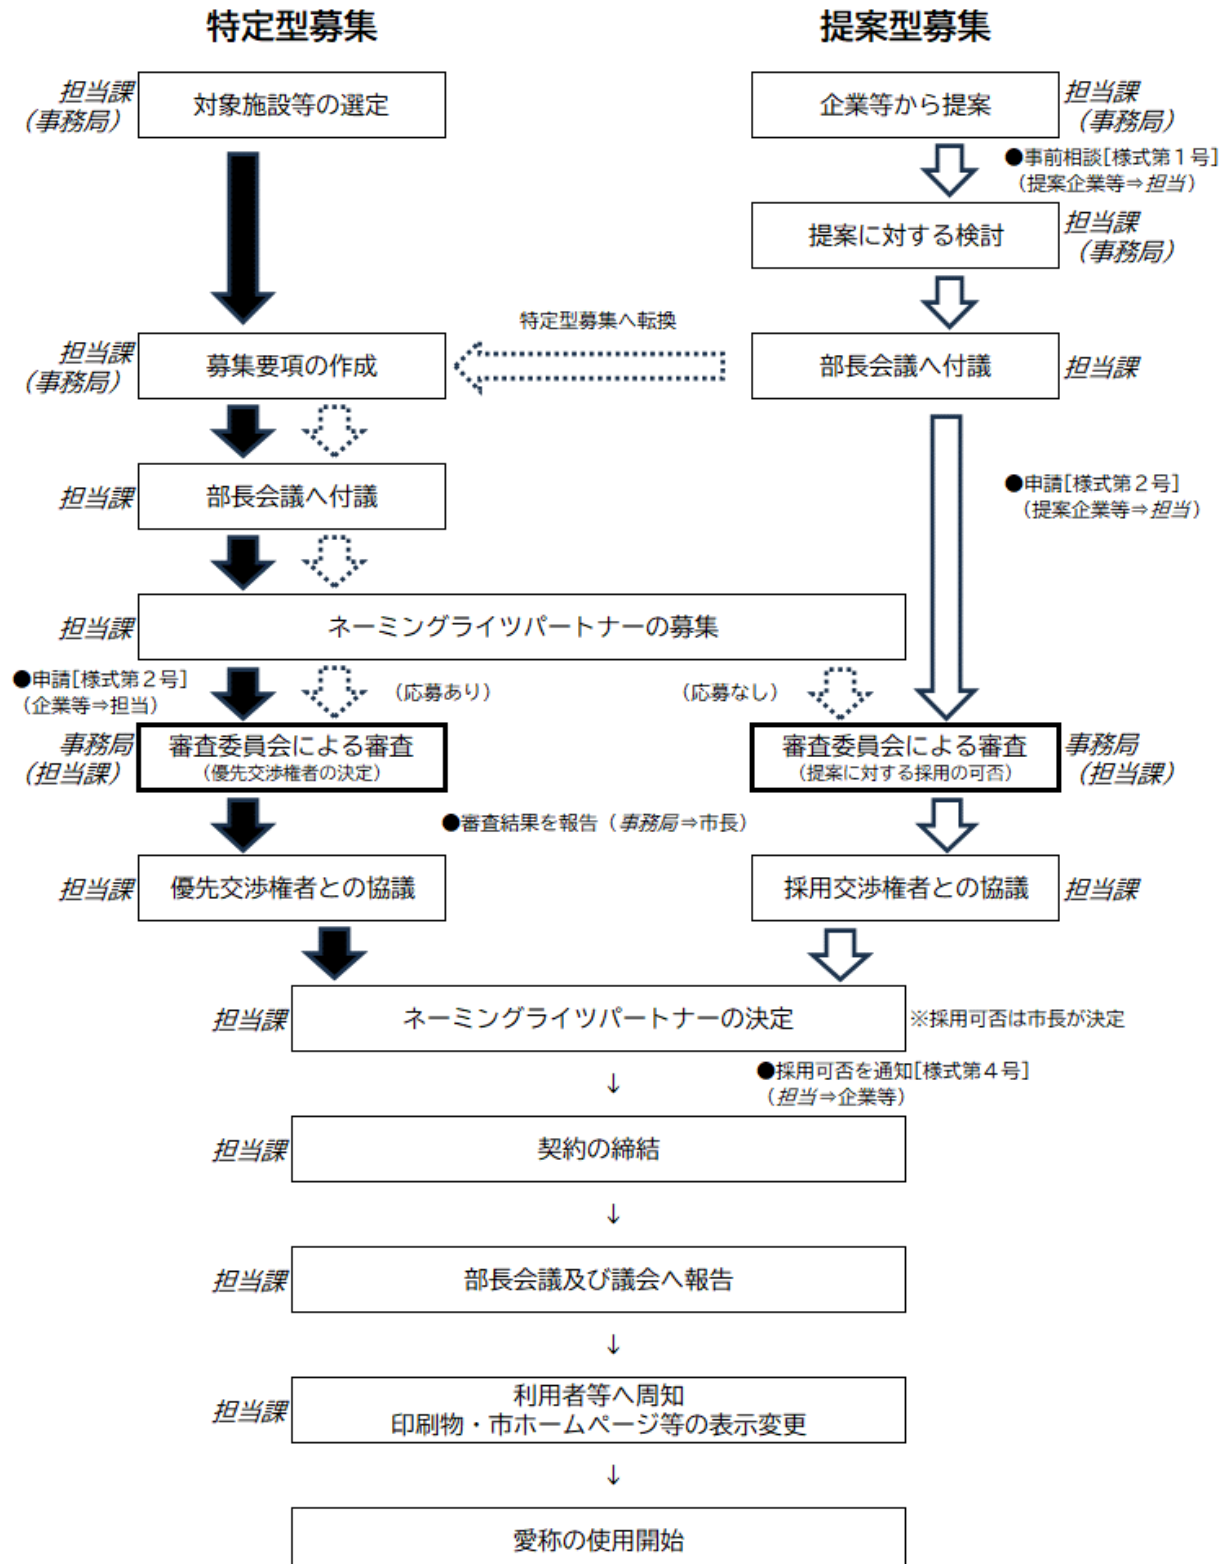 特定型募集
提案型募集
担当課
（事務局）
対象施設等の選定
企業等から提案
担当課
（事務局）
●事前相談[様式第１号]
（提案企業等⇒担当）
提案に対する検討
担当課
（事務局）
特定型募集へ転換
担当課
（事務局）
募集要項の作成
部長会議へ付議
担当課
担当課
部長会議へ付議
●申請[様式第２号]
（提案企業等⇒担当）
担当課
ネーミングライツパートナーの募集
●申請[様式第２号]
（企業等⇒担当）
（応募あり）
（応募なし）
事務局
（担当課）
審査委員会による審査
（優先交渉権者の決定）
審査委員会による審査
（提案に対する採用の可否）
事務局
（担当課）
●審査結果を報告（事務局⇒市長）
担当課
優先交渉権者との協議
採用交渉権者との協議
担当課
担当課
ネーミングライツパートナーの決定
※採用可否は市長が決定
↓
●採用可否を通知[様式第４号]
（担当⇒企業等）
担当課
契約の締結
↓
担当課
部長会議及び議会へ報告
↓
担当課
利用者等へ周知
印刷物・市ホームページ等の表示変更
↓
愛称の使用開始